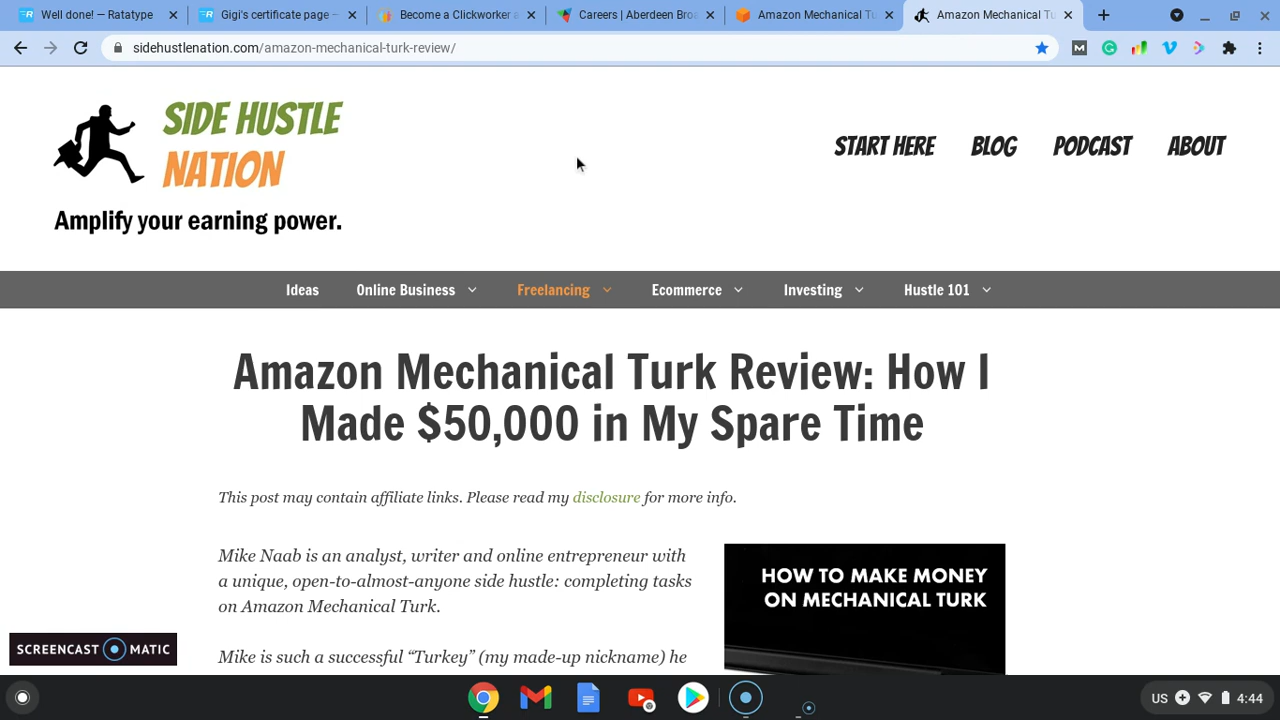 Well done! - Ratatype
Gigi's certificate page –
Become a Clickworker a
Careers | Aberdeen Bro
Amazon Mechanical Tu
Amazon Mechanical Tu
sidehustlenation.com/amazon-mechanical-turk-review/
SIDE HUSTLE
NATION
Amplify your earning power.
START HERE BLOG PODCAST ABOUT
Ideas Online Business Freelancing Ecommerce Investing Hustle 101
Amazon Mechanical Turk Review: How I
Made $50,000 in My Spare Time
This post may contain affiliate links. Please read my disclosure for more info.
Mike Naab is an analyst, writer and online entrepreneur with
a unique, open-to-almost-anyone side hustle: completing tasks
on Amazon Mechanical Turk.
Mike is such a successful “Turkey” (my made-up nickname) he
HOW TO MAKE MONEY
ON MECHANICAL TURK
SCREENCAST MATIC
US 4:44